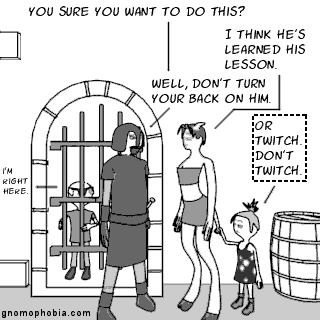 YOU SURE YOU WANT TO DO THIS?
I THINK HE'S
LEARNED HIS
LESSON.
WELL, DON'T TURN
YOUR BACK ON HIM.
OR
TWITCH.
DON'T
TWITCH.
I'M
RIGHT
HERE.
gnomophobia.com